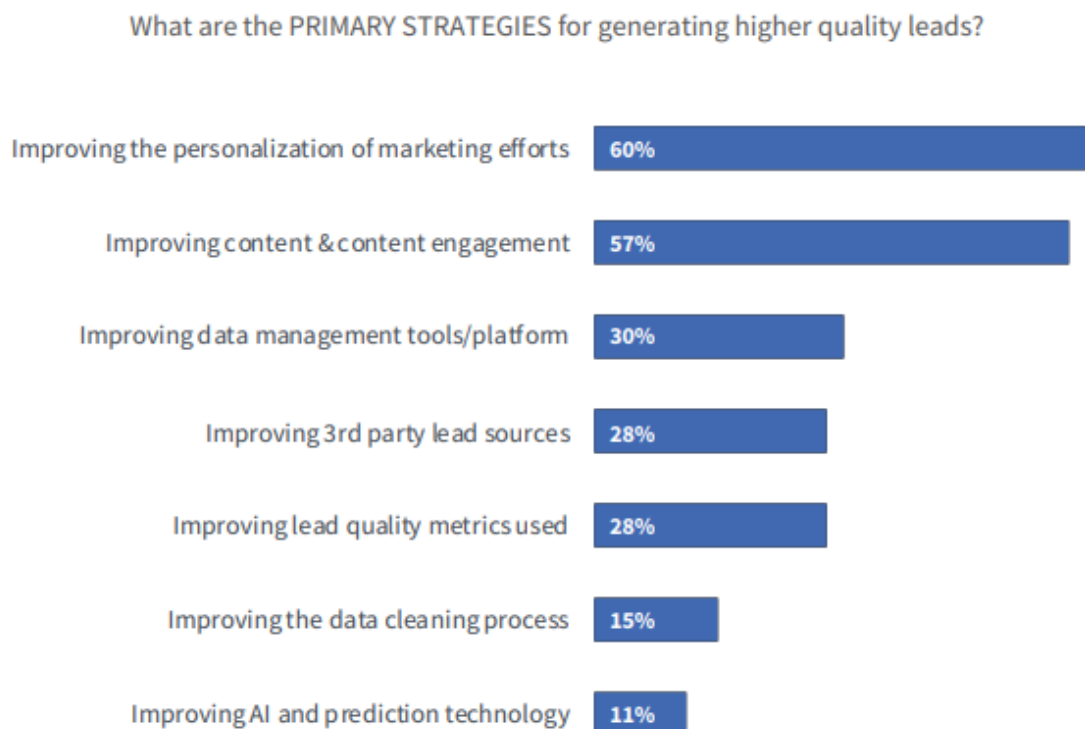 What are the PRIMARY STRATEGIES for generating higher quality leads?
Improving the personalization of marketing efforts 60%
Improving content & content engagement 57%
Improving data management tools/platform 30%
Improving 3rd party lead sources 28%
Improving lead quality metrics used 28%
Improving the data cleaning process 15%
Improving AI and prediction technology 11%